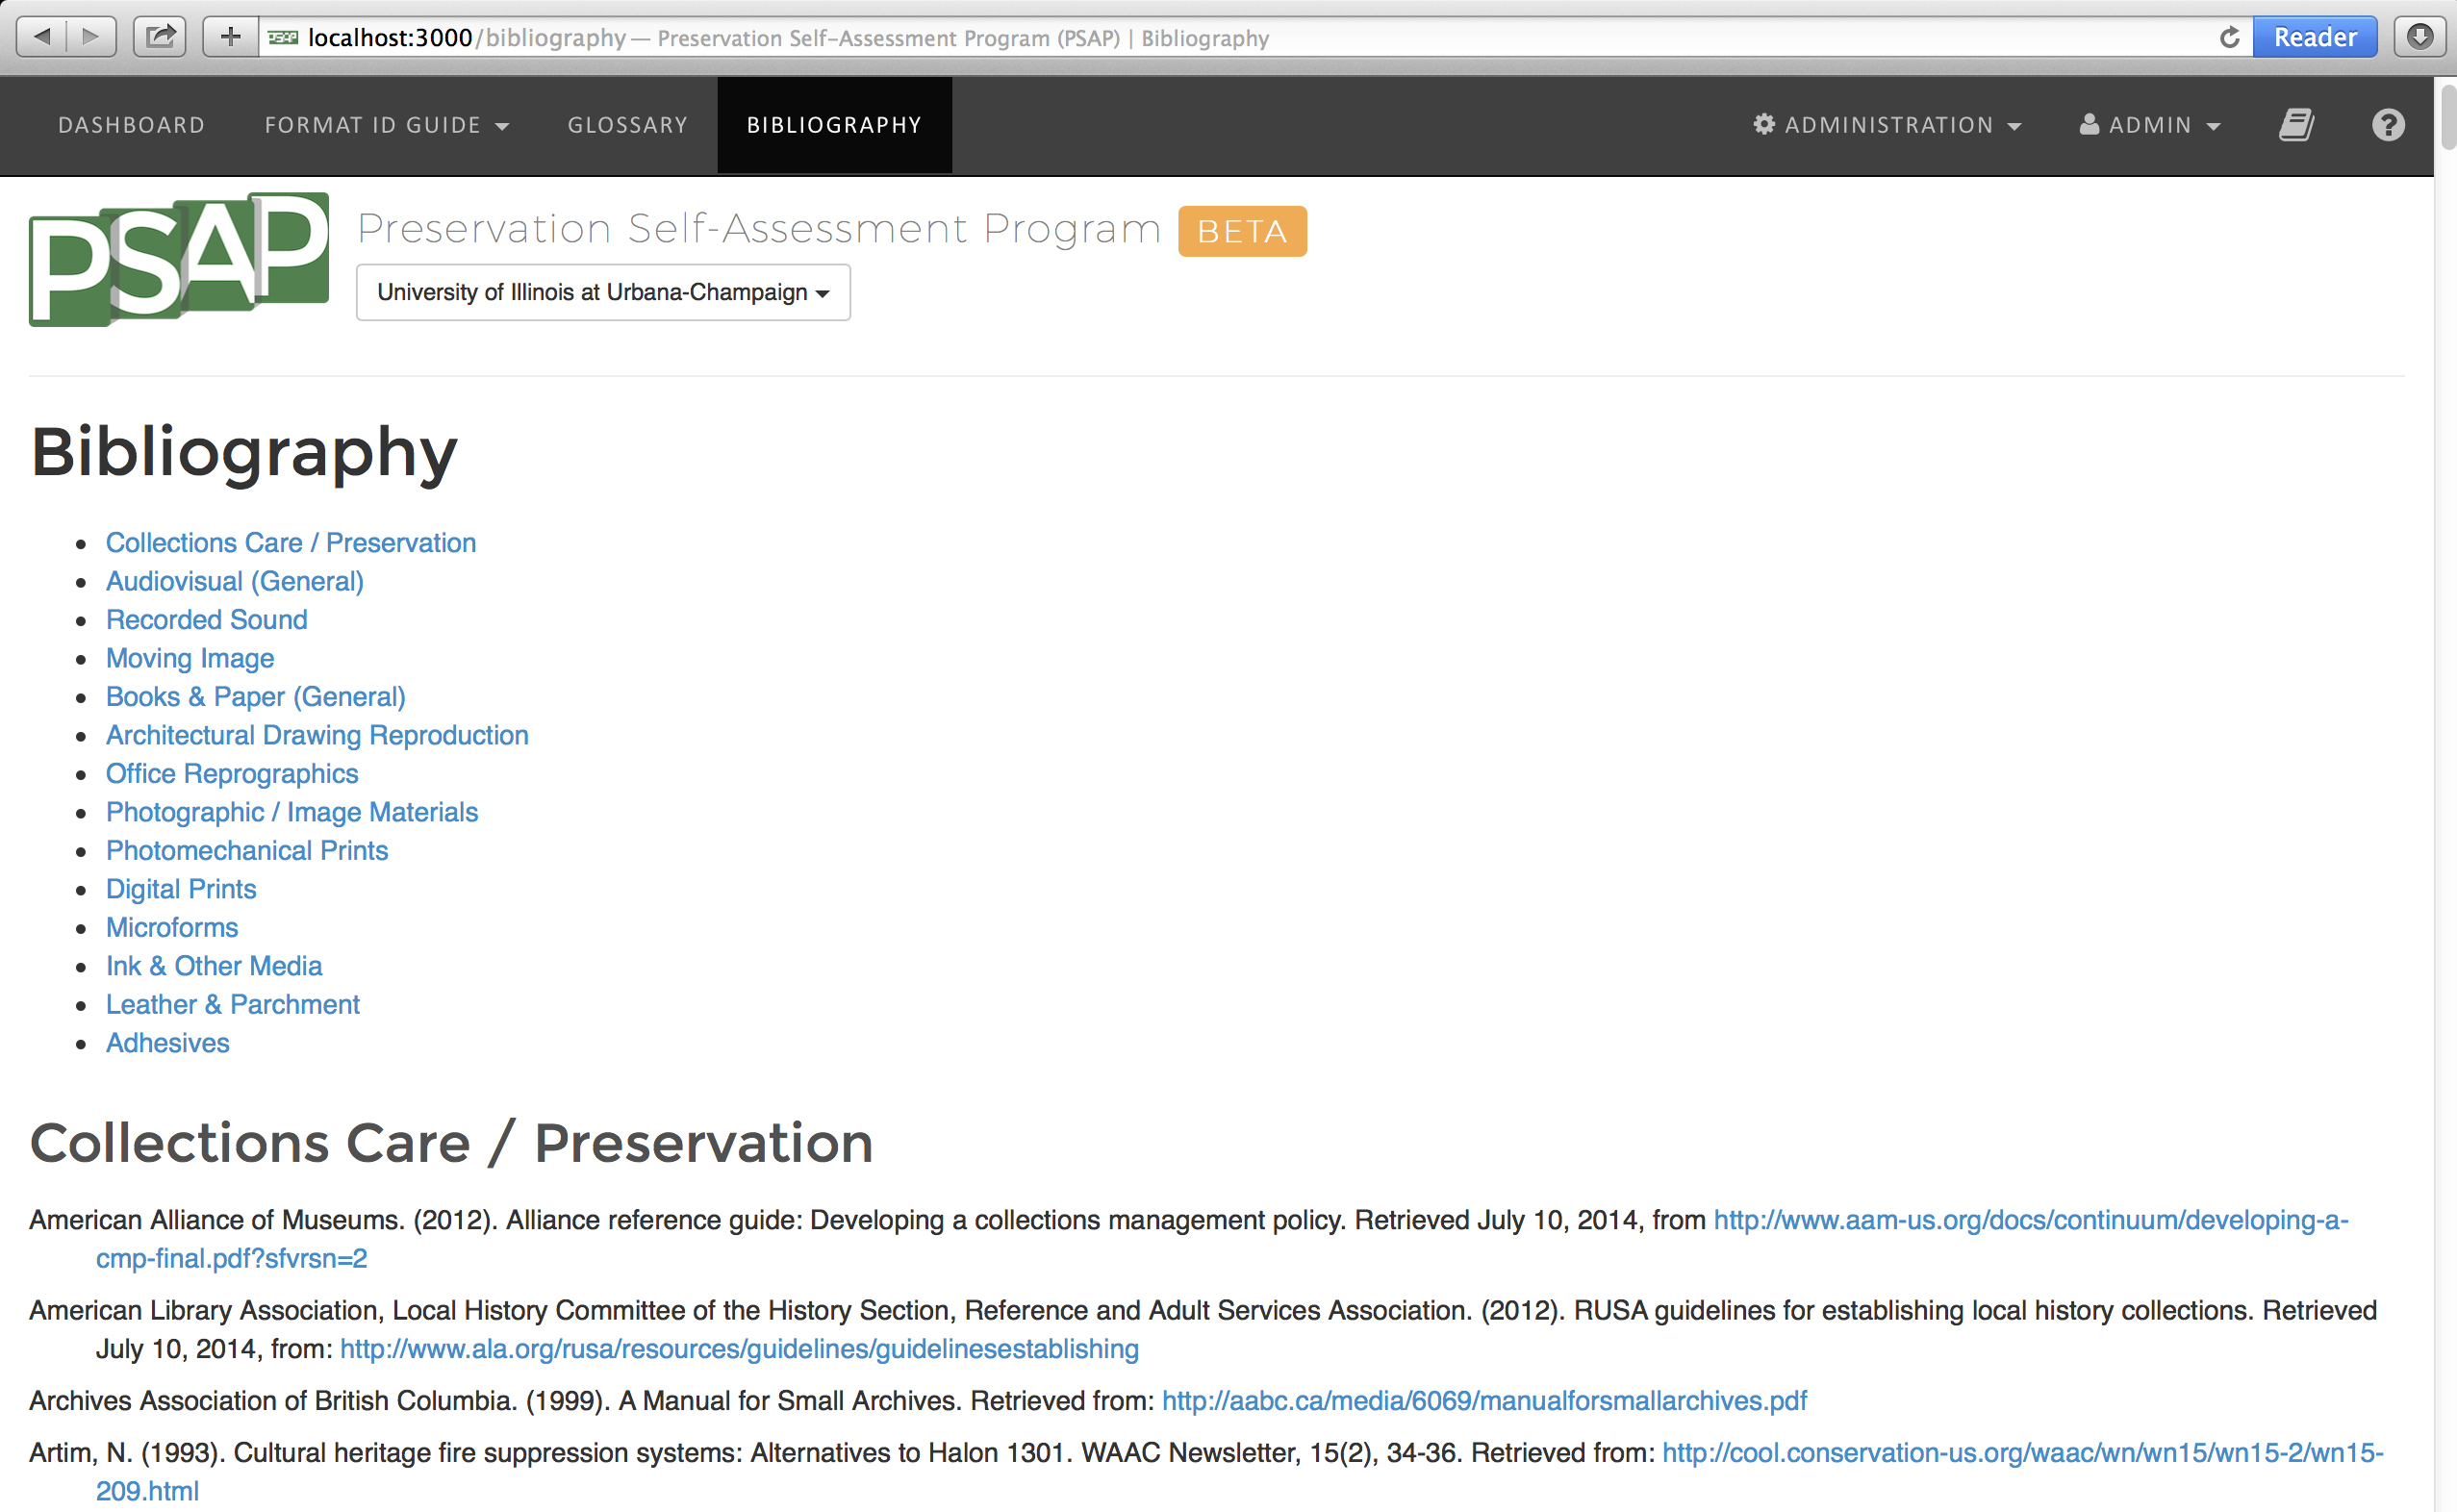 localhost:3000/bibliography — Preservation Self-Assessment Program (PSAP) | Bibliography
Reader
DASHBOARD
FORMAT ID GUIDE
GLOSSARY
BIBLIOGRAPHY
ADMINISTRATION
ADMIN
PSAP
Preservation Self-Assessment Program BETA
University of Illinois at Urbana-Champaign
Bibliography
Collections Care / Preservation
Audiovisual (General)
Recorded Sound
Moving Image
Books & Paper (General)
Architectural Drawing Reproduction
Office Reprographics
Photographic / Image Materials
Photomechanical Prints
Digital Prints
Microforms
Ink & Other Media
Leather & Parchment
Adhesives
Collections Care / Preservation
American Alliance of Museums. (2012). Alliance reference guide: Developing a collections management policy. Retrieved July 10, 2014, from http://www.aam-us.org/docs/continuum/developing-a-
cmp-final.pdf?sfvrsn=2
American Library Association, Local History Committee of the History Section, Reference and Adult Services Association. (2012). RUSA guidelines for establishing local history collections. Retrieved
July 10, 2014, from: http://www.ala.org/rusa/resources/guidelines/guidelinesestablishing
Archives Association of British Columbia. (1999). A Manual for Small Archives. Retrieved from: http://aabc.ca/media/6069/manualforsmallarchives.pdf
Artim, N. (1993). Cultural heritage fire suppression systems: Alternatives to Halon 1301. WAAC Newsletter, 15(2), 34-36. Retrieved from: http://cool.conservation-us.org/waac/wn/wn15/wn15-2/wn15-
209.html